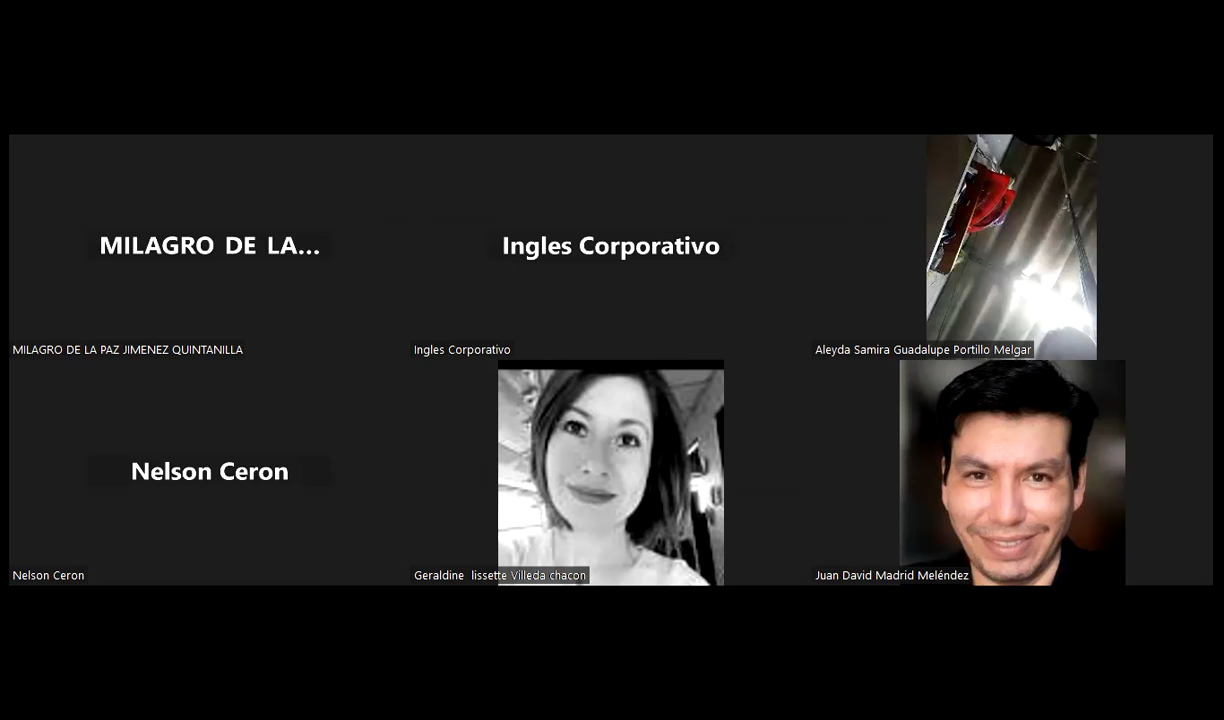 MILAGRO DE LA...
MILAGRO DE LA PAZ JIMENEZ QUINTANILLA
Ingles Corporativo
Ingles Corporativo
Aleyda Samira Guadalupe Portillo Melgar
Nelson Ceron
Nelson Ceron
Geraldine lissette Villeda chacon
Juan David Madrid Meléndez